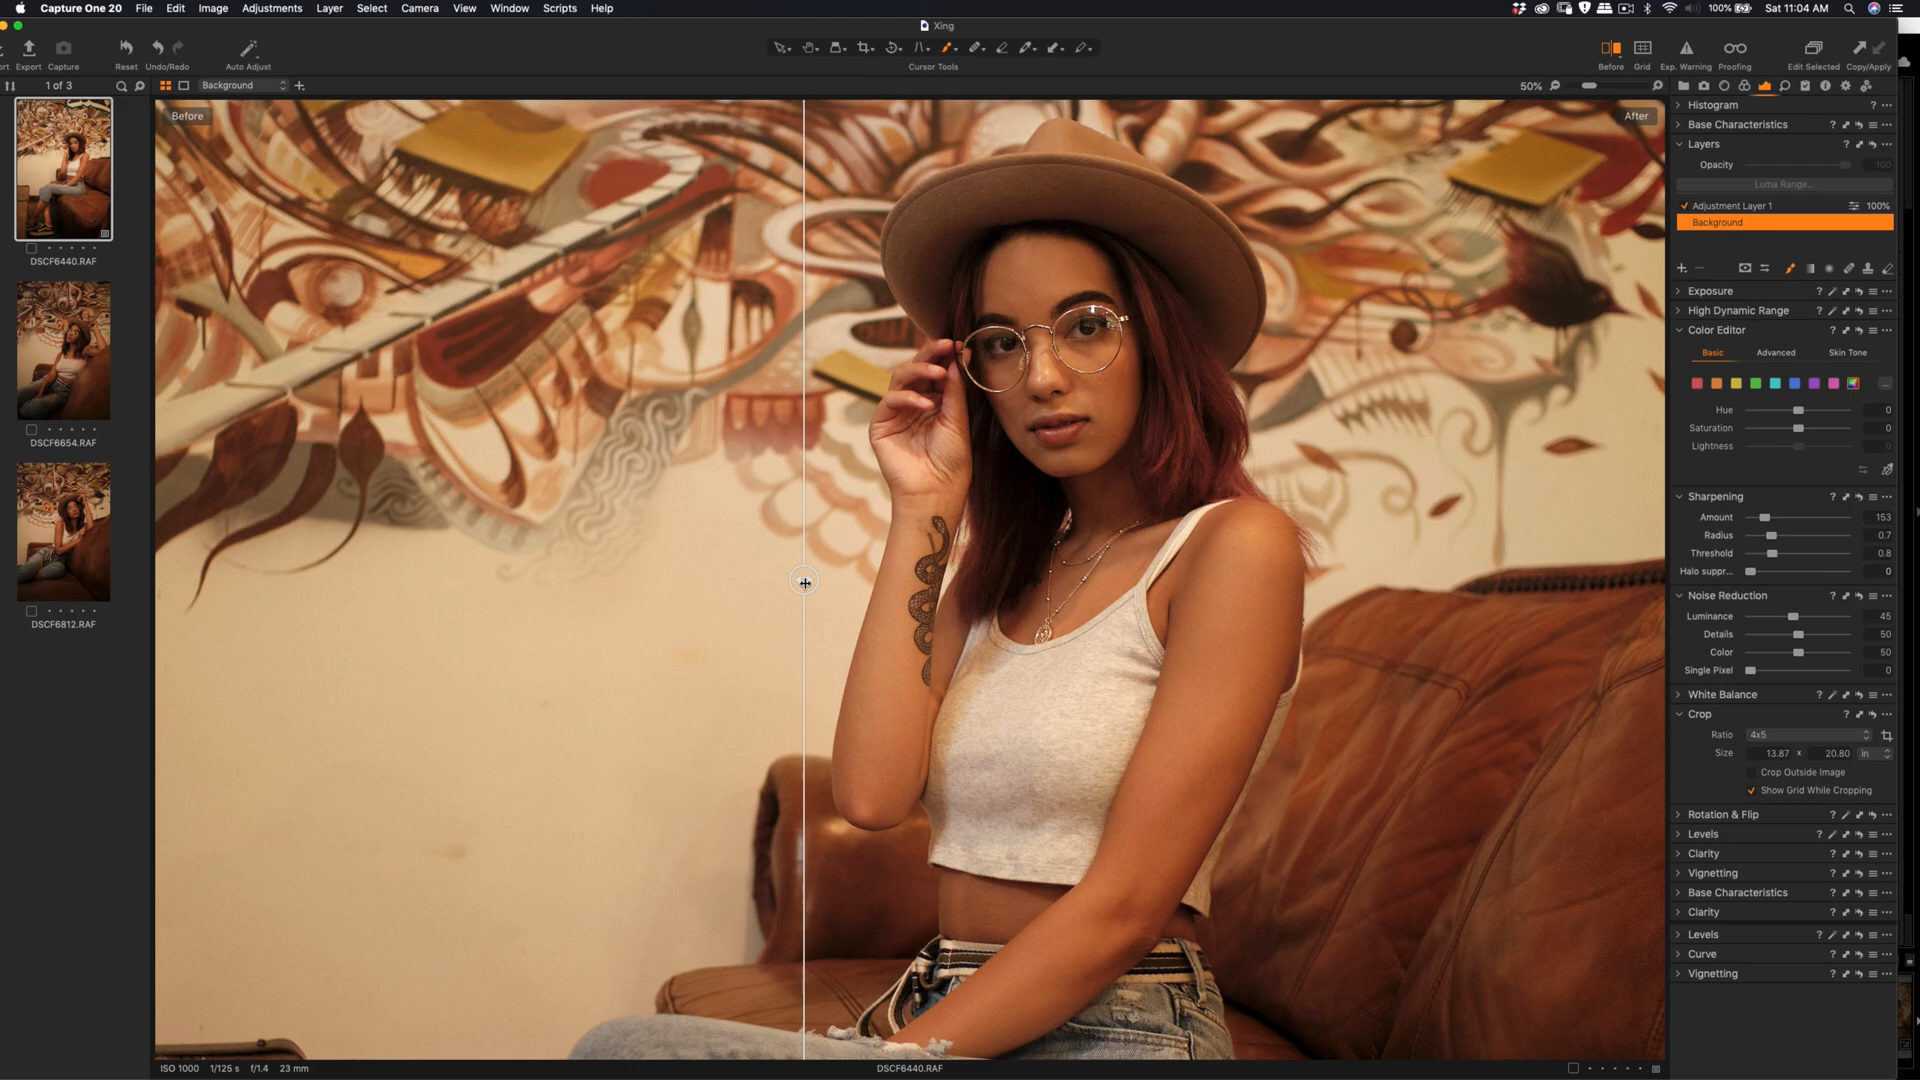 Capture One 20 File Edit Image Adjustments Layer Select Camera View Window Scripts Help
100% Sat 11:04 AM
Xing
Export Capture Reset Undo/Redo Auto Adjust Cursor Tools Before Grid Exp. Warning Proofing Edit Selected Copy/Apply
1 of 3 Background 50%
Before
After
DSCF6440.RAF
DSCF6654.RAF
DSCF6812.RAF
ISO 1000 1/125 s f/1.4 23 mm
DSCF6440.RAF
Histogram
Base Characteristics
Layers
Opacity 100
Luma Range...
Adjustment Layer 1 100%
Background
Exposure
High Dynamic Range
Color Editor
Basic Advanced Skin Tone
Hue 0
Saturation 0
Lightness 0
Sharpening
Amount 153
Radius 0.7
Threshold 0.8
Halo suppr... 0
Noise Reduction
Luminance 45
Details 50
Color 50
Single Pixel 0
White Balance
Crop
Ratio 4x5
Size 13.87 x 20.80 in
Crop Outside Image
Show Grid While Cropping
Rotation & Flip
Levels
Clarity
Vignetting
Base Characteristics
Clarity
Levels
Curve
Vignetting